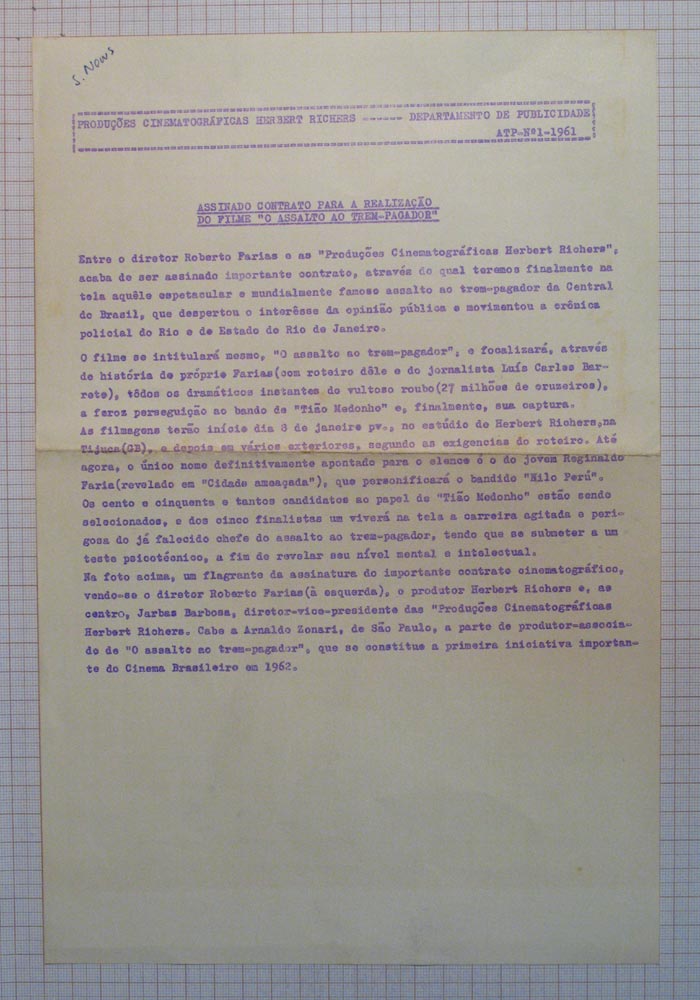 S. NOWS
PRODUÇÕES CINEMATOGRÁFICAS HERBERT RICHERS ------ DEPARTAMENTO DE PUBLICIDADE
ATP-Nº1-1961
ASSINADO CONTRATO PARA A REALIZAÇÃO
DO FILME "O ASSALTO AO TREM-PAGADOR"
Entre o diretor Roberto Farias e as "Produções Cinematográficas Herbert Richers",
acaba de ser assinado importante contrato, através do qual teremos finalmente na
tela aquêle espetacular e mundialmente famoso assalto ao trem-pagador da Central
do Brasil, que despertou o interêsse da opinião pública e movimentou a crônica
policial do Rio e de Estado do Rio de Janeiro.
O filme se intitulará mesmo, "O assalto ao trem-pagador", e focalizará, através
de história de próprio Farias(com roteiro dêle e do jornalista Luís Carlos Bar-
reto), tôdos os dramáticos instantes do vultoso roubo(27 milhões de cruzeiros),
a feroz perseguição ao bando de "Tião Medonho" e, finalmente, sua captura.
As filmagens terão início dia 8 de janeiro pv., no estúdio de Herbert Richers,na
Tijuca(GB), e depois em vários exteriores, segundo as exigencias do roteiro. Até
agora, o único nome definitivamente apontado para o elenco é o do jovem Reginaldo
Faria(revelado em "Cidade ameaçada"), que personificará o bandido "Nilo Perú".
Os cento e cinquenta e tantos candidatos ao papel de "Tião Medonho" estão sendo
selecionados, e dos cinco finalistas um viverá na tela a carreira agitada e peri-
gosa do já falecido chefe do assalto ao trem-pagador, tendo que se submeter a um
teste psicotécnico, a fim de revelar seu nível mental e intelectual.
Na foto acima, um flagrante da assinatura do importante contrato cinematográfico,
vendo-se o diretor Roberto Farias(à esquerda), o produtor Herbert Richers e, ao
centro, Jarbas Barbosa, diretor-vice-presidente das "Produções Cinematográficas
Herbert Richers. Cabe a Arnaldo Zonari, de São Paulo, a parte de produtor-associa-
do de "O assalto ao trem-pagador", que se constitue a primeira iniciativa importan-
te do Cinema Brasileiro em 1962.